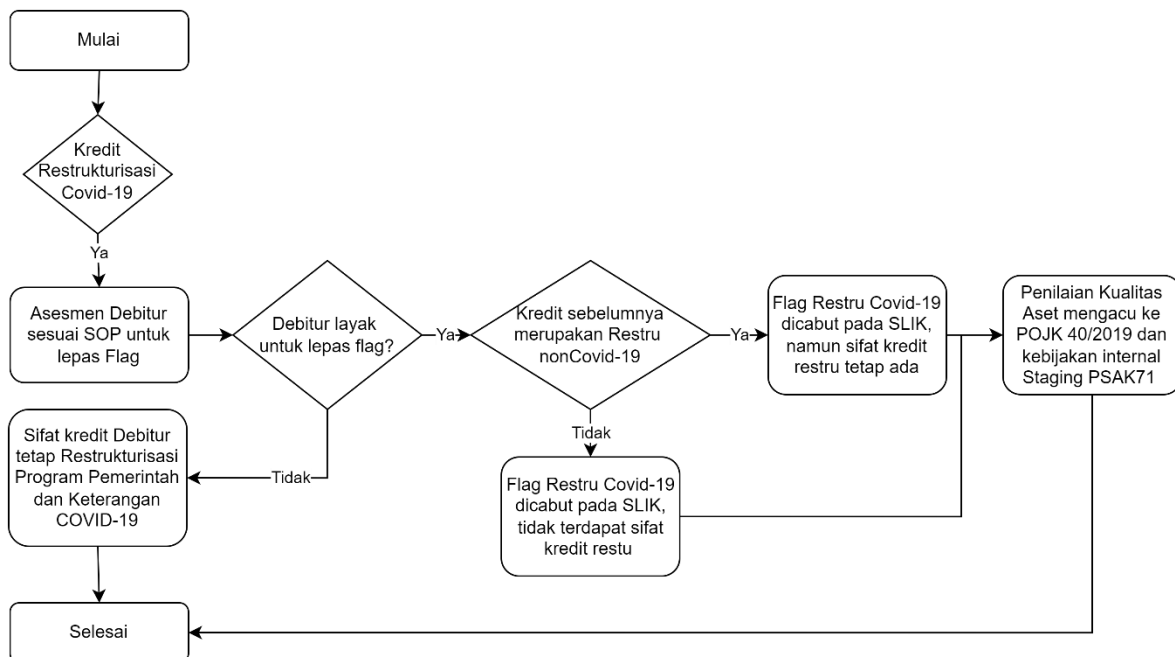 Mulai
Kredit
Restrukturisasi
Covid-19
Ya
Asesmen Debitur
sesuai SOP untuk
lepas Flag
Debitur layak
untuk lepas flag?
Ya
Kredit sebelumnya
merupakan Restru
nonCovid-19
Ya
Flag Restru Covid-19
dicabut pada SLIK,
namun sifat kredit
restru tetap ada
Penilaian Kualitas
Aset mengacu ke
POJK 40/2019 dan
kebijakan internal
Staging PSAK71
Tidak
Sifat kredit Debitur
tetap Restrukturisasi
Program Pemerintah
dan Keterangan
COVID-19
Tidak
Flag Restru Covid-19
dicabut pada SLIK,
tidak terdapat sifat
kredit restu
Selesai